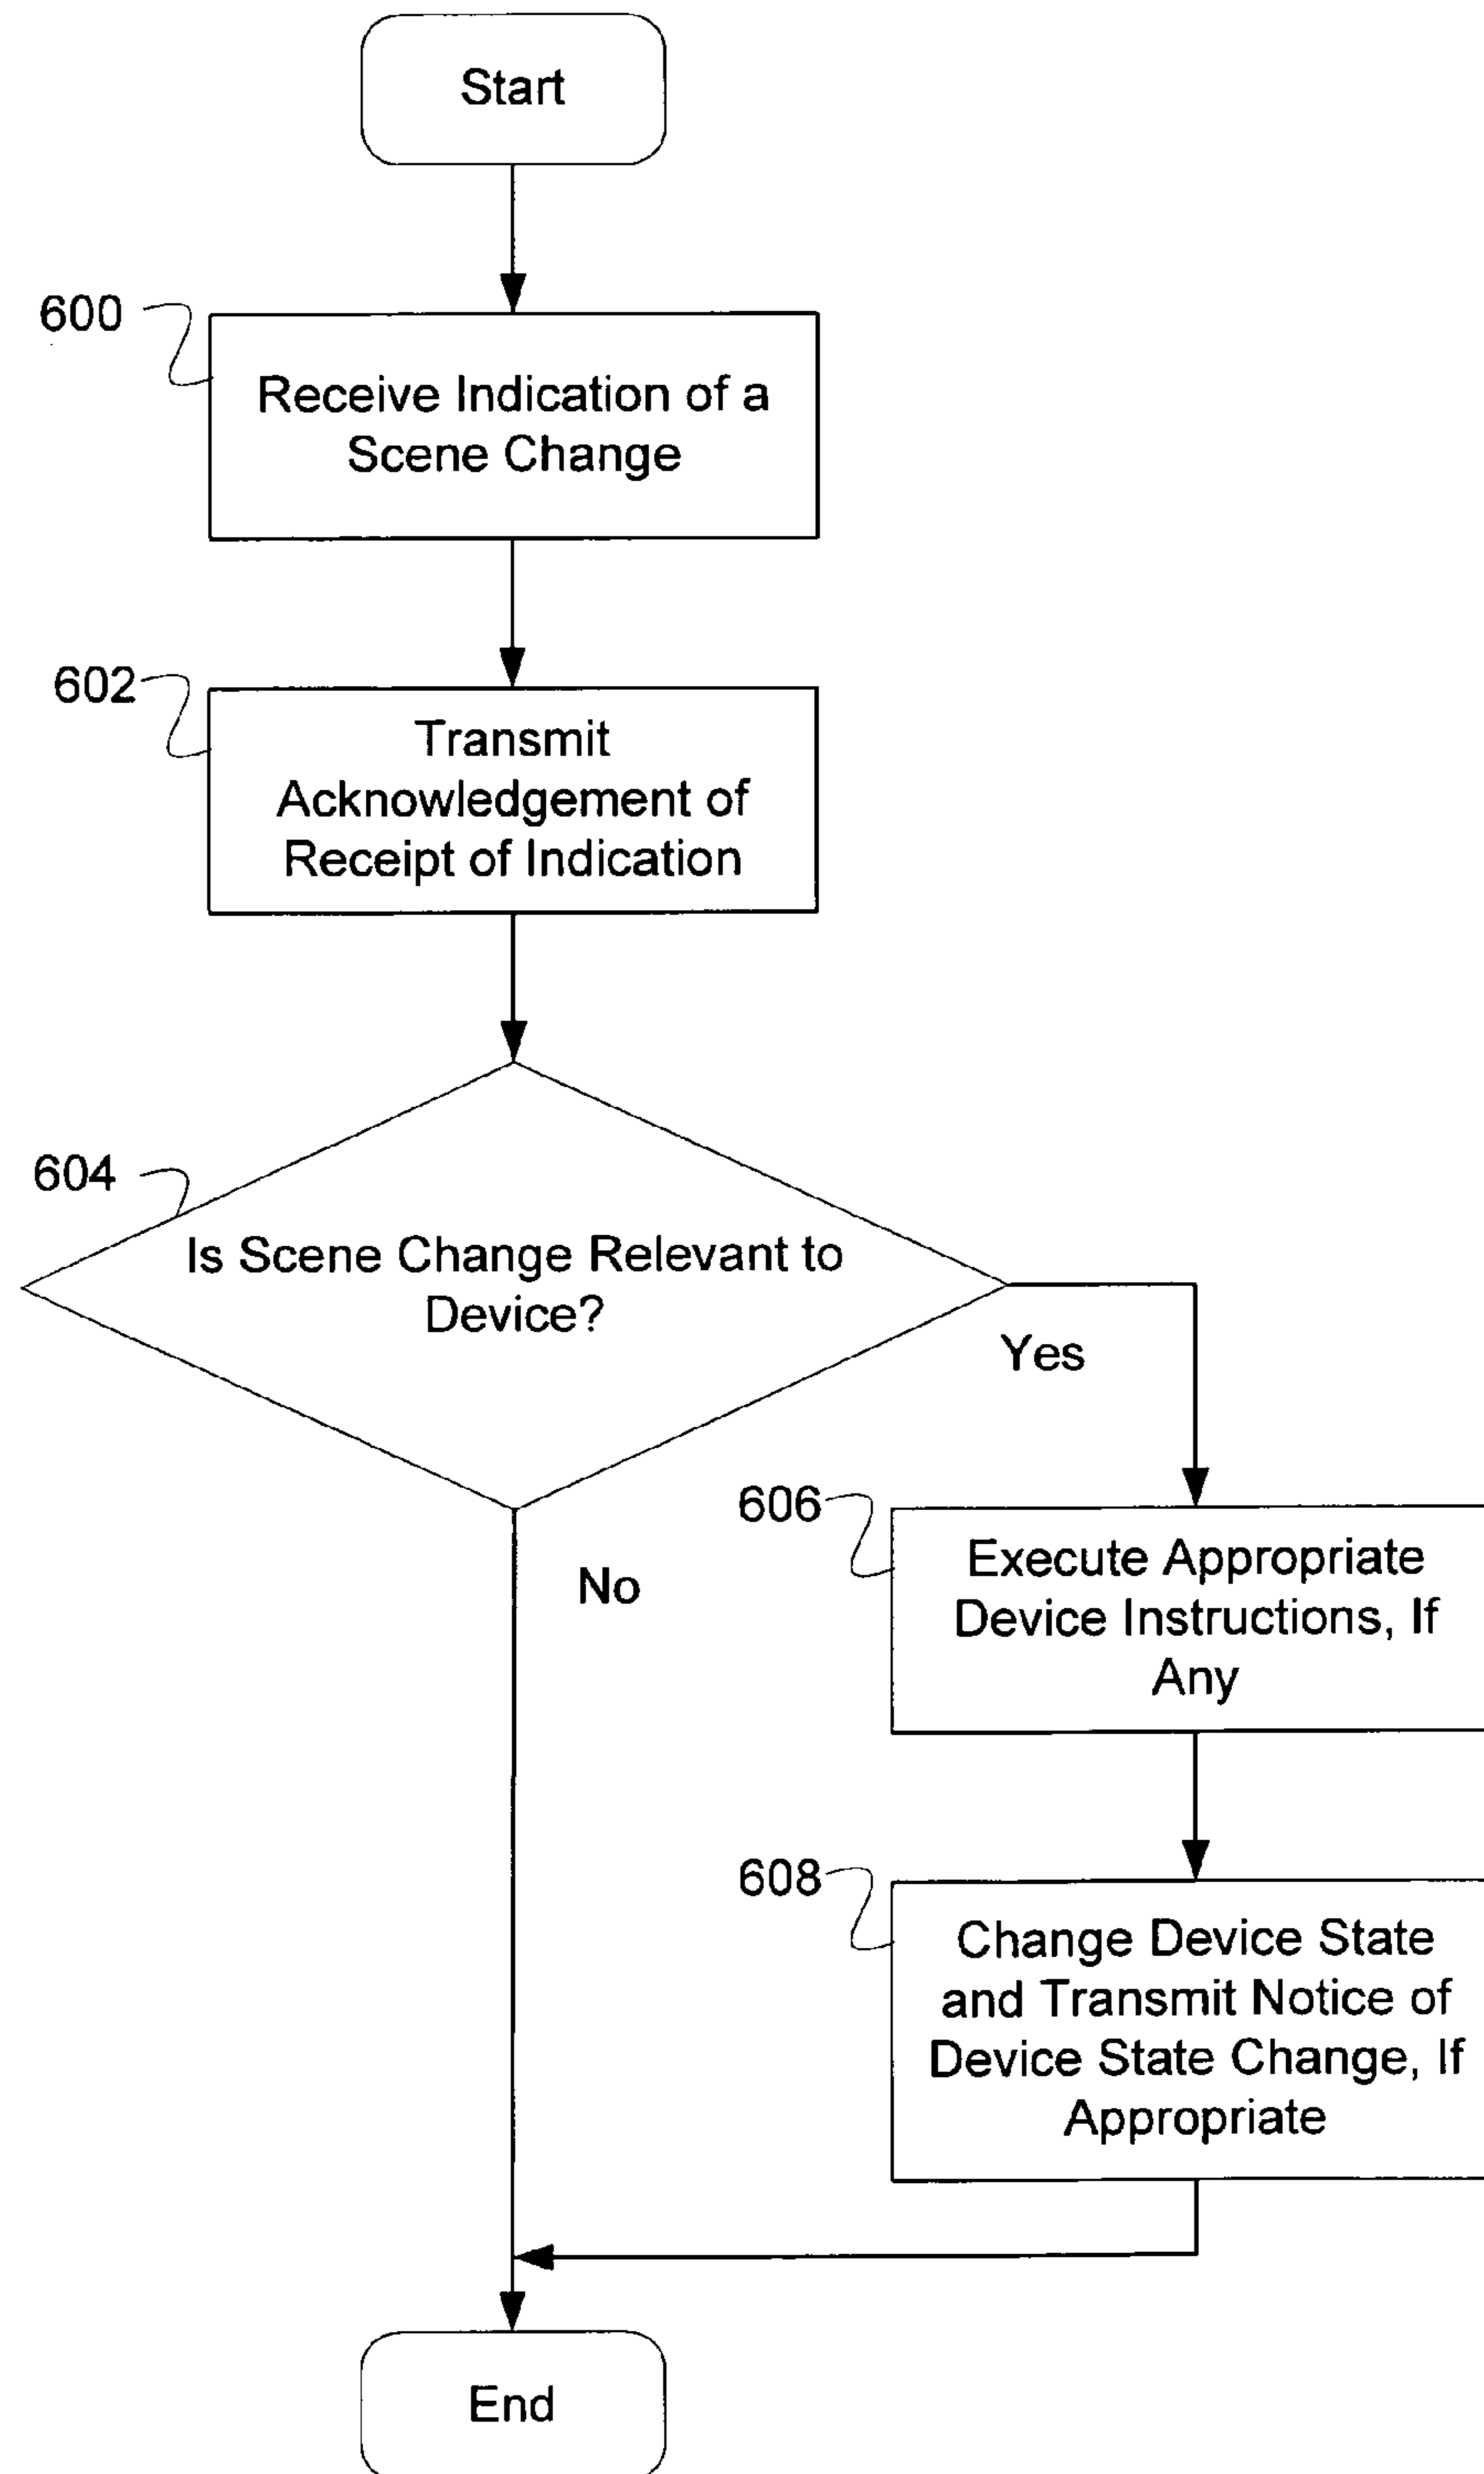 Start
600
Receive Indication of a
Scene Change
602
Transmit
Acknowledgement of
Receipt of Indication
604
Is Scene Change Relevant to
Device?
Yes
No
606
Execute Appropriate
Device Instructions, If
Any
608
Change Device State
and Transmit Notice of
Device State Change, If
Appropriate
End